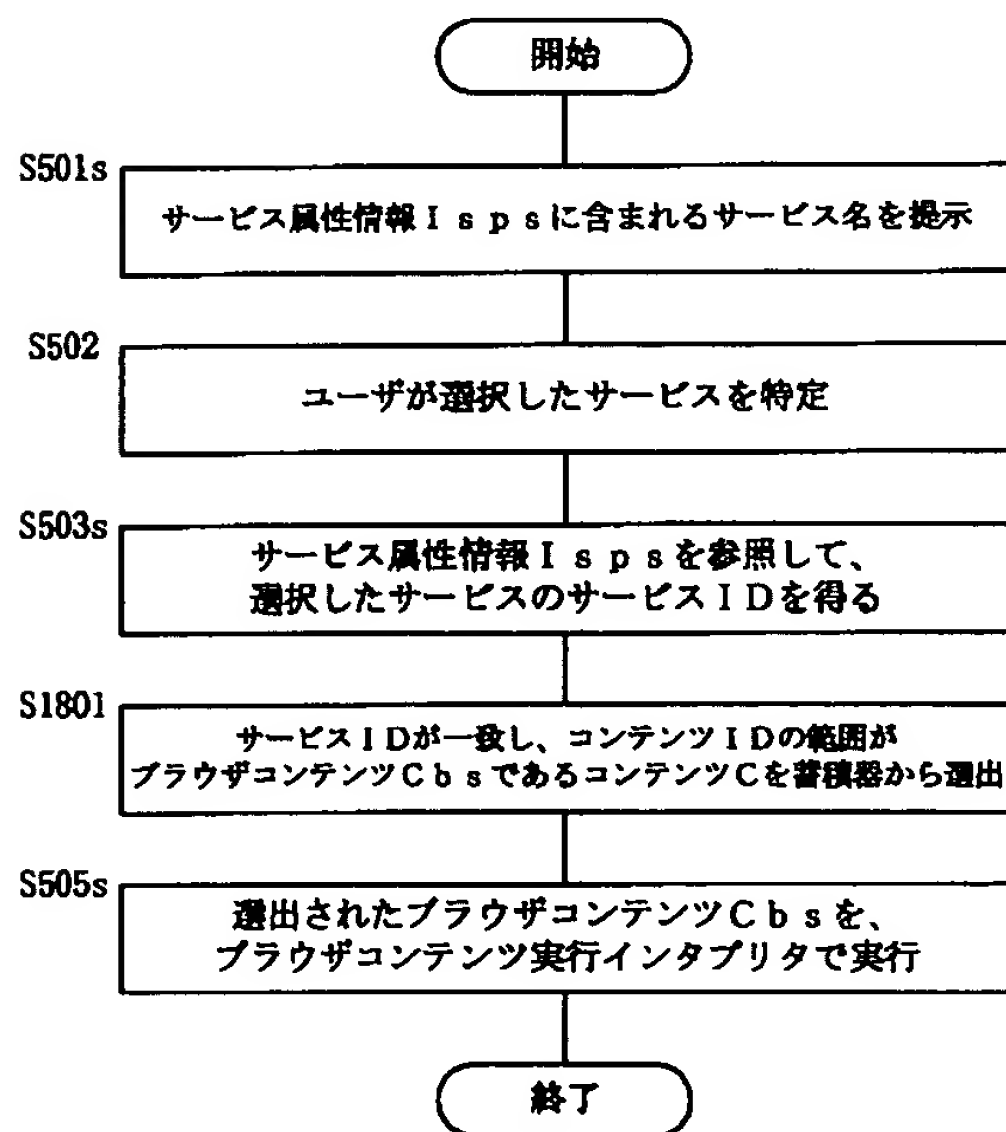 開始
S501s
サービス属性情報Ispsに含まれるサービス名を提示
S502
ユーザが選択したサービスを特定
S503s
サービス属性情報Ispsを参照して、
選択したサービスのサービスIDを得る
S1801
サービスIDが一致し、コンテンツIDの範囲が
ブラウザコンテンツCbsであるコンテンツCを蓄積器から選出
S505s
選出されたブラウザコンテンツCbsを、
ブラウザコンテンツ実行インタプリタで実行
終了